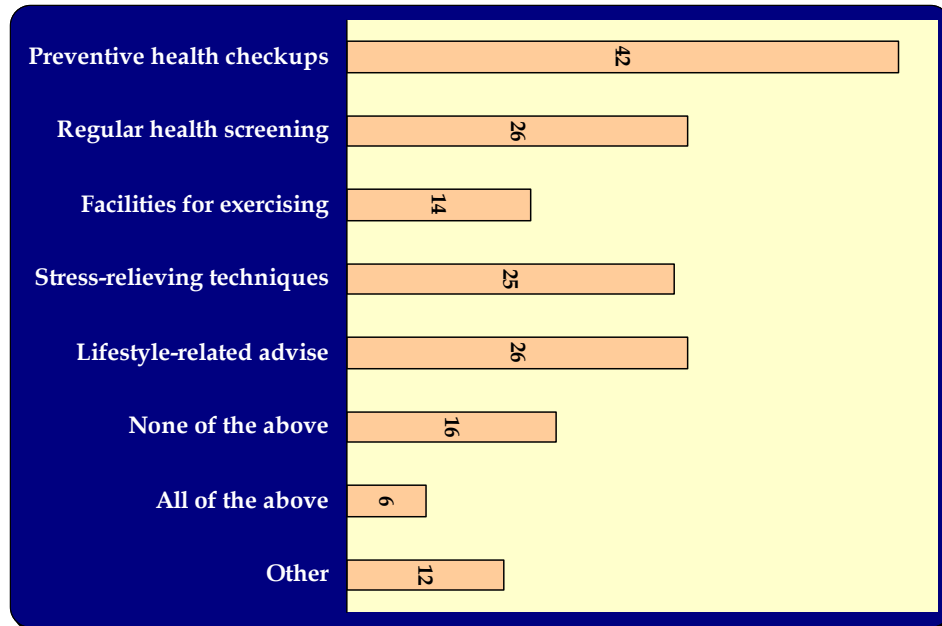 Preventive health checkups 42
Regular health screening 26
Facilities for exercising 14
Stress-relieving techniques 25
Lifestyle-related advise 26
None of the above 16
All of the above 6
Other 12